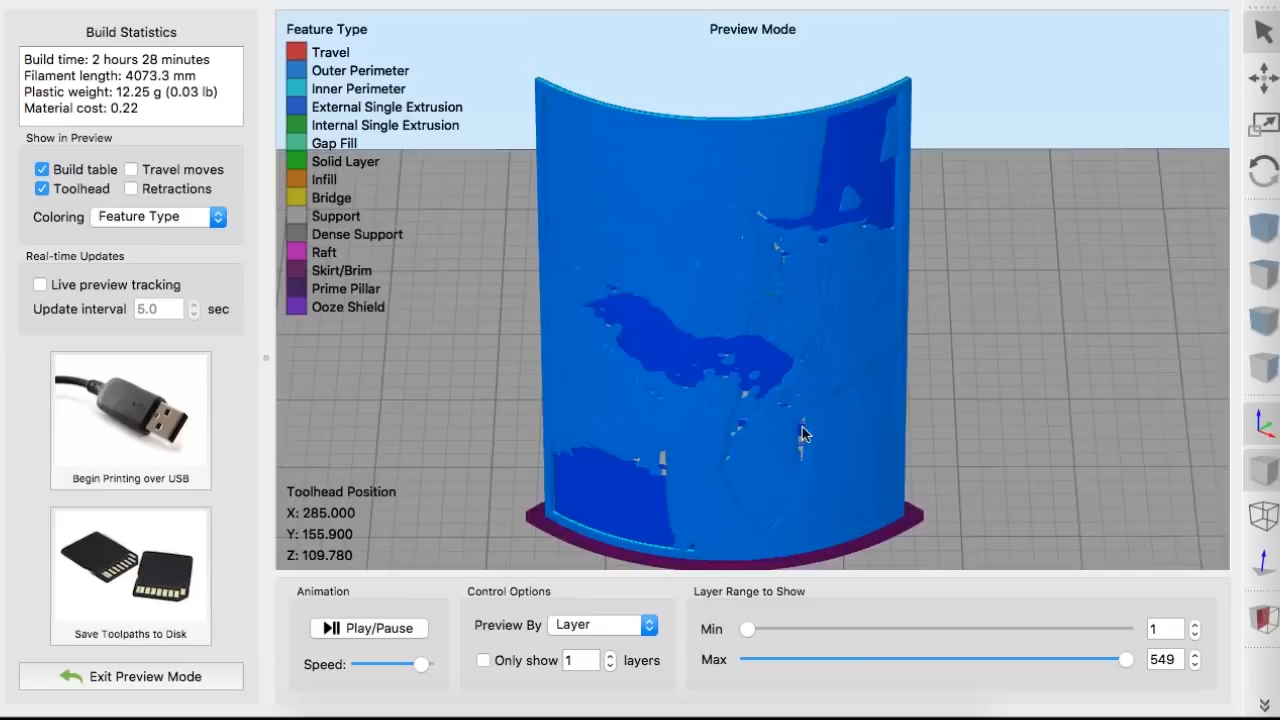 Build Statistics
Build time: 2 hours 28 minutes
Filament length: 4073.3 mm
Plastic weight: 12.25 g (0.03 lb)
Material cost: 0.22
Show in Preview
Build table
Travel moves
Toolhead
Retractions
Coloring
Feature Type
Real-time Updates
Live preview tracking
Update interval
5.0
sec
Begin Printing over USB
Save Toolpaths to Disk
Exit Preview Mode
Feature Type
Travel
Outer Perimeter
Inner Perimeter
External Single Extrusion
Internal Single Extrusion
Gap Fill
Solid Layer
Infill
Bridge
Support
Dense Support
Raft
Skirt/Brim
Prime Pillar
Ooze Shield
Preview Mode
Toolhead Position
X: 285.000
Y: 155.900
Z: 109.780
Animation
Play/Pause
Speed:
Control Options
Preview By
Layer
Only show
1
layers
Layer Range to Show
Min
1
Max
549